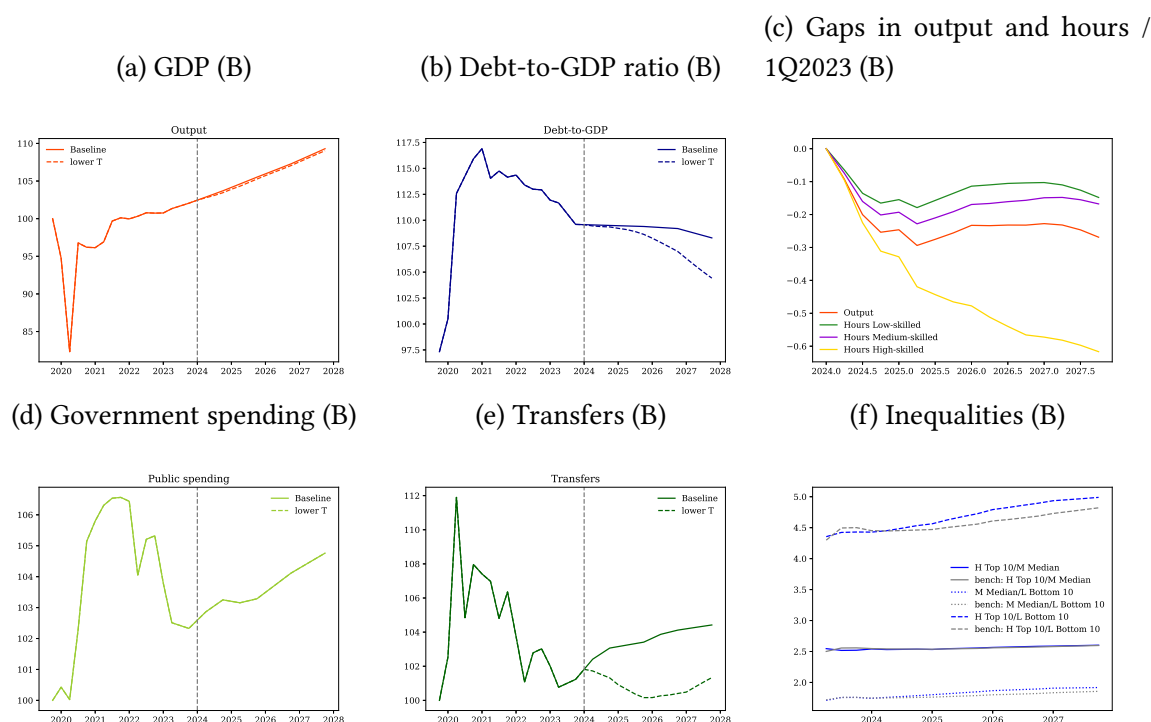 (a) GDP (B)
(b) Debt-to-GDP ratio (B)
(c) Gaps in output and hours /
1Q2023 (B)
Output
110
105
100
95
90
85
Baseline
lower T
2020 2021 2022 2023 2024 2025 2026 2027 2028
Debt-to-GDP
117.5
115.0
112.5
110.0
107.5
105.0
102.5
100.0
97.5
Baseline
lower T
2020 2021 2022 2023 2024 2025 2026 2027 2028
0.0
−0.1
−0.2
−0.3
−0.4
−0.5
−0.6
Output
Hours Low-skilled
Hours Medium-skilled
Hours High-skilled
2024.0 2024.5 2025.0 2025.5 2026.0 2026.5 2027.0 2027.5
(d) Government spending (B)
(e) Transfers (B)
(f) Inequalities (B)
Public spending
106
105
104
103
102
101
100
Baseline
lower T
2020 2021 2022 2023 2024 2025 2026 2027 2028
Transfers
112
110
108
106
104
102
100
Baseline
lower T
2020 2021 2022 2023 2024 2025 2026 2027 2028
5.0
4.5
4.0
3.5
3.0
2.5
2.0
H Top 10/M Median
bench: H Top 10/M Median
M Median/L Bottom 10
bench: M Median/L Bottom 10
H Top 10/L Bottom 10
bench: H Top 10/L Bottom 10
2024 2025 2026 2027